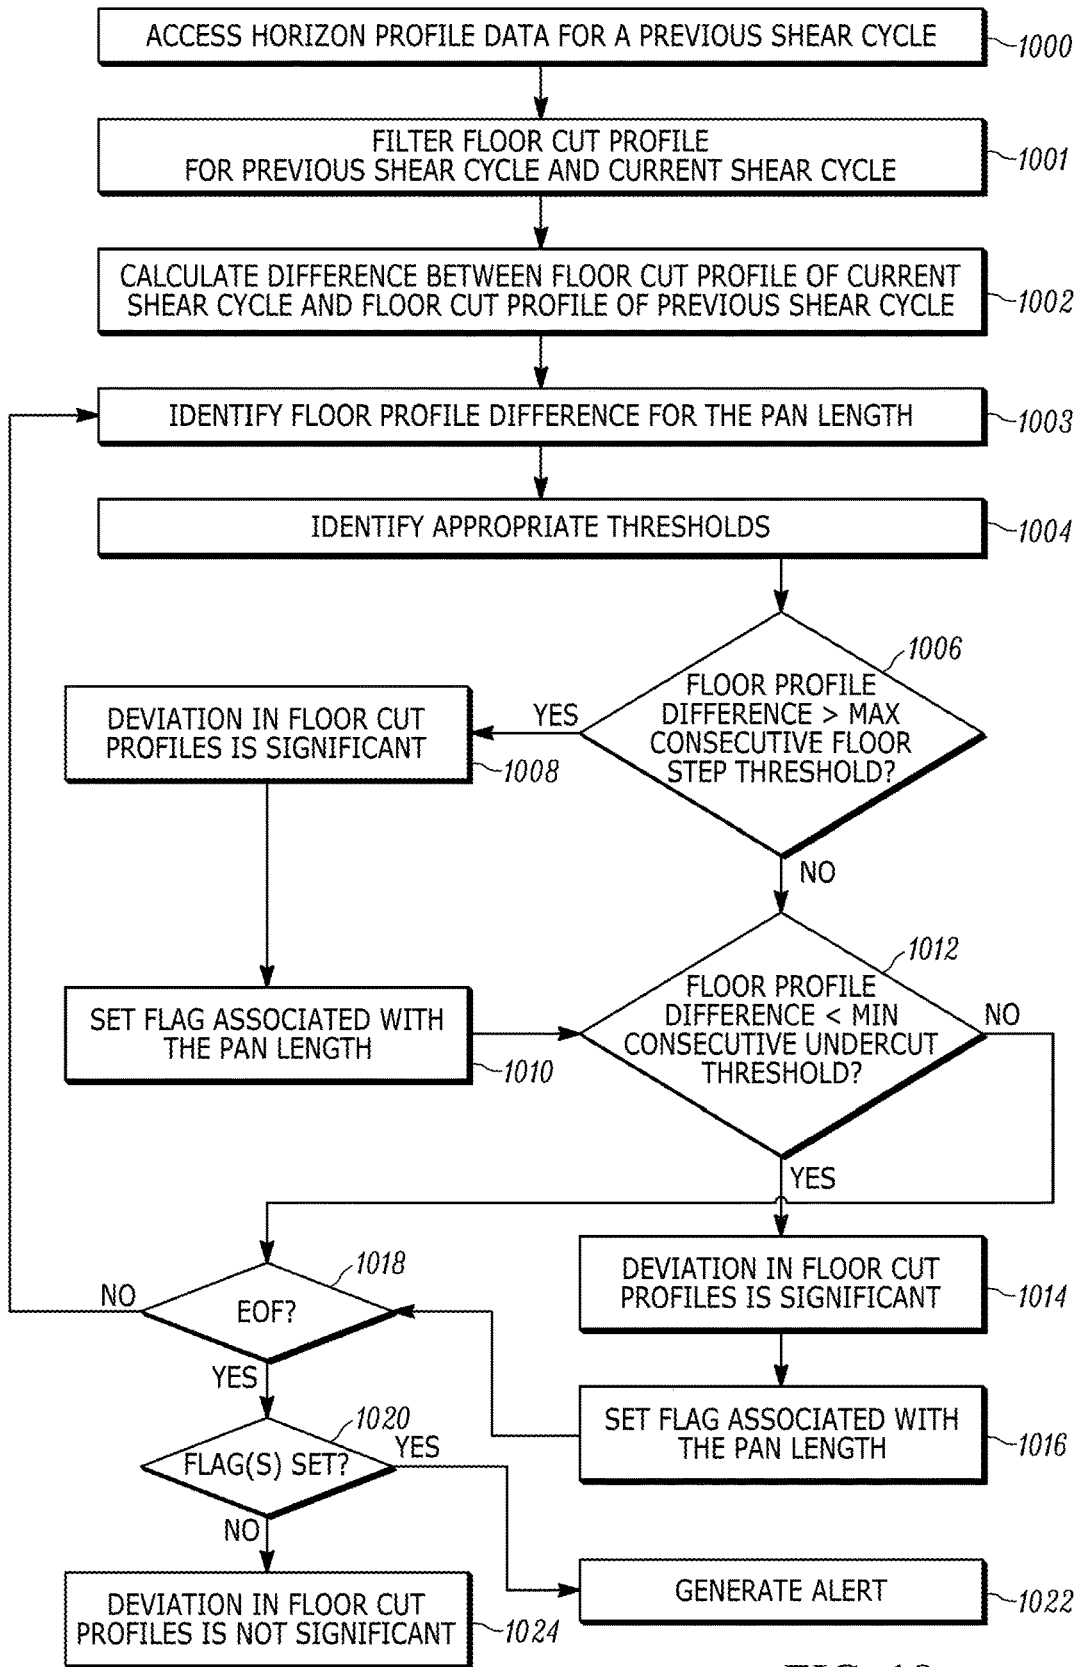 ACCESS HORIZON PROFILE DATA FOR A PREVIOUS SHEAR CYCLE
1000
FILTER FLOOR CUT PROFILE
FOR PREVIOUS SHEAR CYCLE AND CURRENT SHEAR CYCLE
1001
CALCULATE DIFFERENCE BETWEEN FLOOR CUT PROFILE OF CURRENT
SHEAR CYCLE AND FLOOR CUT PROFILE OF PREVIOUS SHEAR CYCLE
1002
IDENTIFY FLOOR PROFILE DIFFERENCE FOR THE PAN LENGTH
1003
IDENTIFY APPROPRIATE THRESHOLDS
1004
1006
FLOOR PROFILE
DIFFERENCE > MAX
CONSECUTIVE FLOOR
STEP THRESHOLD?
YES
DEVIATION IN FLOOR CUT
PROFILES IS SIGNIFICANT
1008
NO
1012
FLOOR PROFILE
DIFFERENCE < MIN
CONSECUTIVE UNDERCUT
THRESHOLD?
NO
SET FLAG ASSOCIATED WITH
THE PAN LENGTH
1010
YES
1018
EOF?
NO
DEVIATION IN FLOOR CUT
PROFILES IS SIGNIFICANT
1014
YES
1020
FLAG(S) SET?
YES
SET FLAG ASSOCIATED WITH
THE PAN LENGTH
1016
NO
GENERATE ALERT
1022
DEVIATION IN FLOOR CUT
PROFILES IS NOT SIGNIFICANT
1024